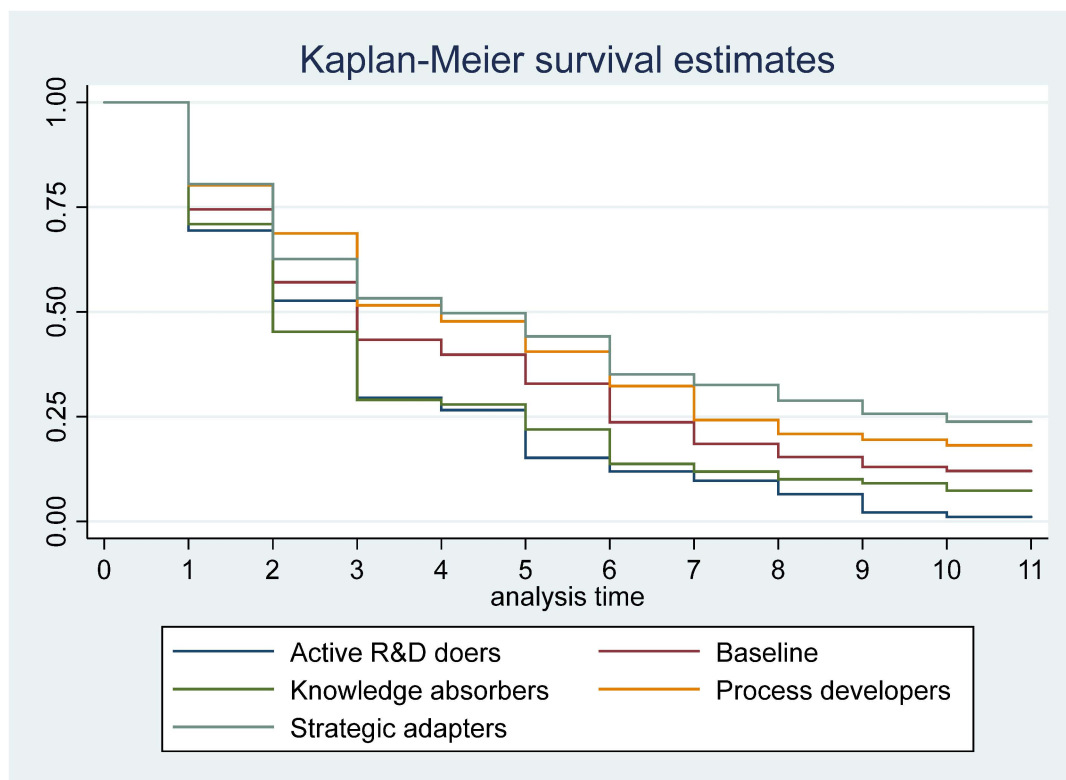 Kaplan-Meier survival estimates
1.00
0.75
0.50
0.25
0.00
0 1 2 3 4 5 6 7 8 9 10 11
analysis time
Active R&D doers Baseline
Knowledge absorbers Process developers
Strategic adapters